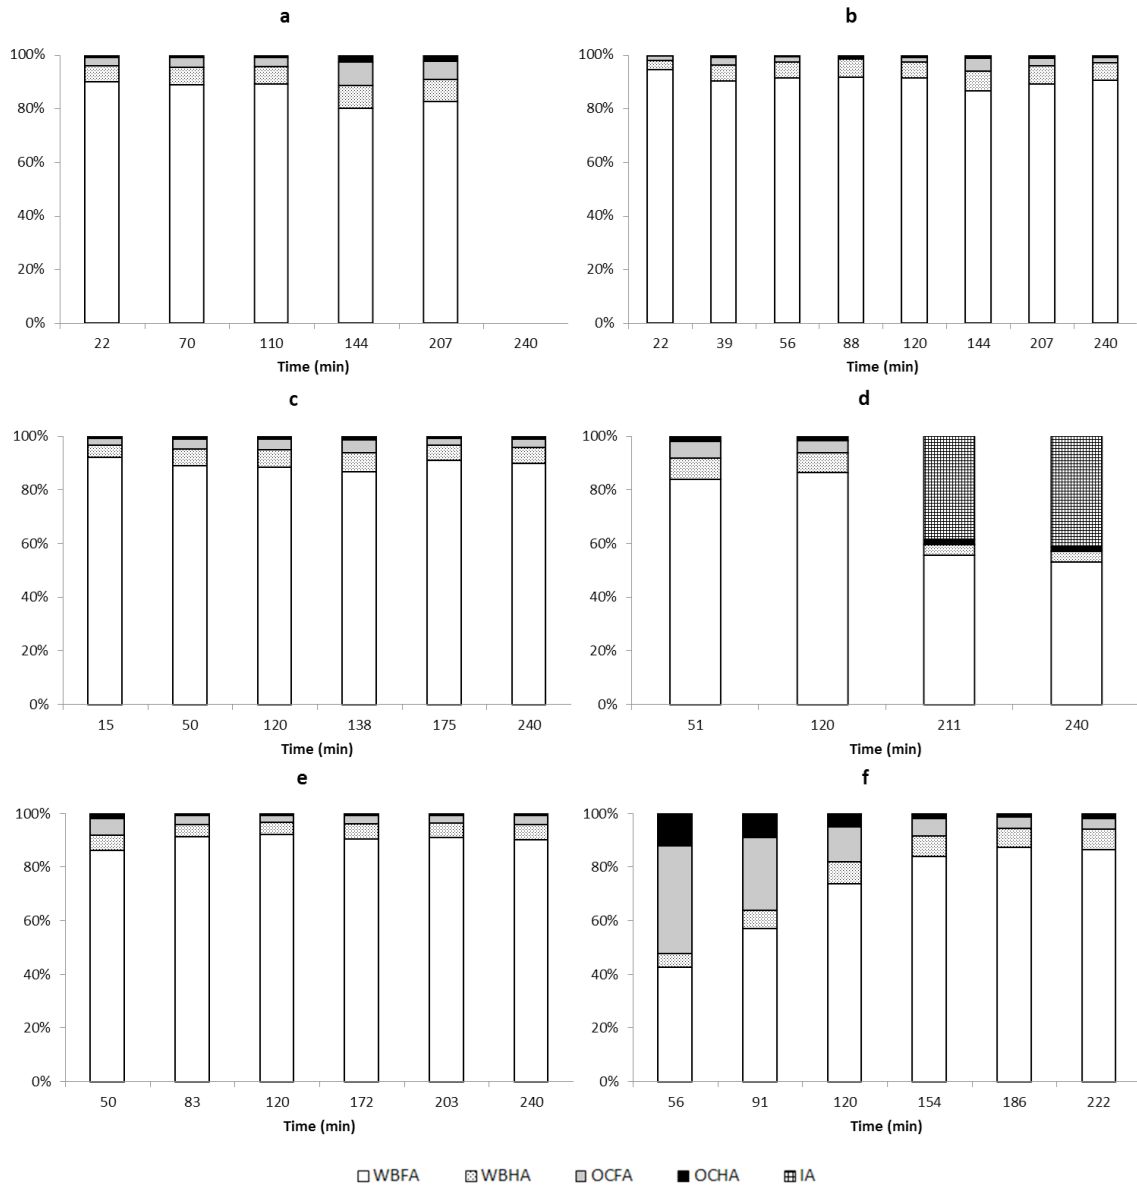 a
100%
80%
60%
40%
20%
0%
22 70 110 144 207 240
Time (min)
b
100%
80%
60%
40%
20%
0%
22 39 56 88 120 144 207 240
Time (min)
c
100%
80%
60%
40%
20%
0%
15 50 120 138 175 240
Time (min)
d
100%
80%
60%
40%
20%
0%
51 120 211 240
Time (min)
e
100%
80%
60%
40%
20%
0%
50 83 120 172 203 240
Time (min)
f
100%
80%
60%
40%
20%
0%
56 91 120 154 186 222
Time (min)
WBFA WBHA OCFA OCHA IA